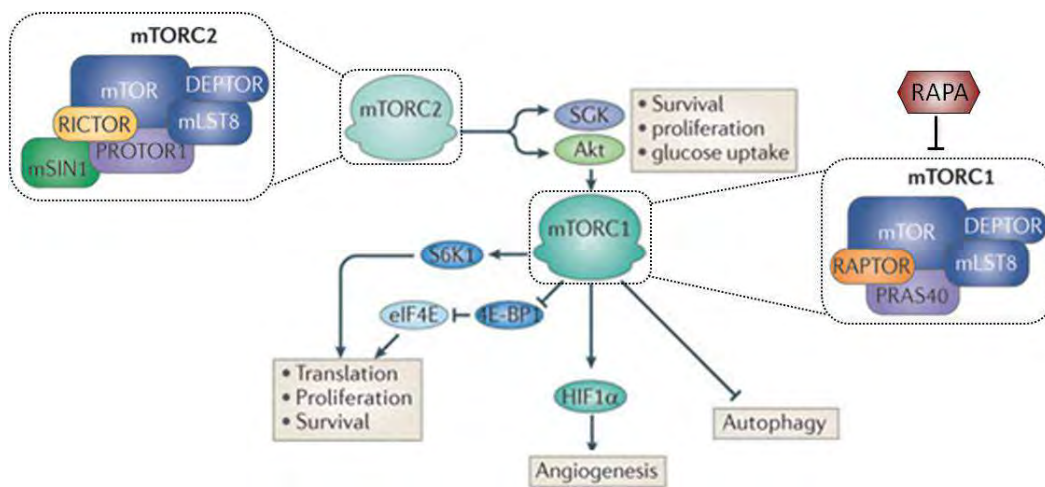 mTORC2
mTOR
DEPTOR
RICTOR
mLST8
PROTOR1
mSIN1
mTORC2
SGK
Akt
• Survival
• proliferation
• glucose uptake
RAPA
mTORC1
mTOR
DEPTOR
RAPTOR
mLST8
PRAS40
mTORC1
S6K1
eIF4E
4E-BP1
• Translation
• Proliferation
• Survival
HIF1α
Autophagy
Angiogenesis